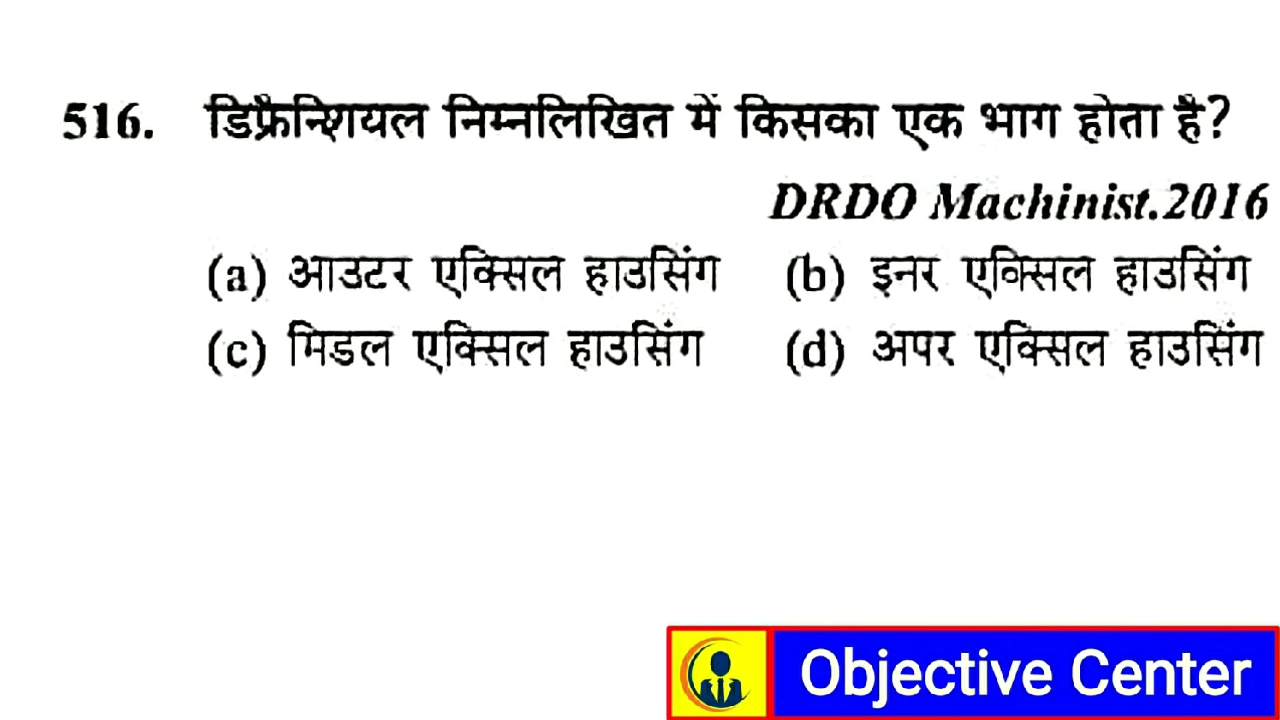 516. डिफ्रैन्शियल निम्नलिखित में किसका एक भाग होता है?
DRDO Machinist.2016
(a) आउटर एक्सिल हाउसिंग (b) इनर एक्सिल हाउसिंग
(c) मिडल एक्सिल हाउसिंग (d) अपर एक्सिल हाउसिंग
Objective Center